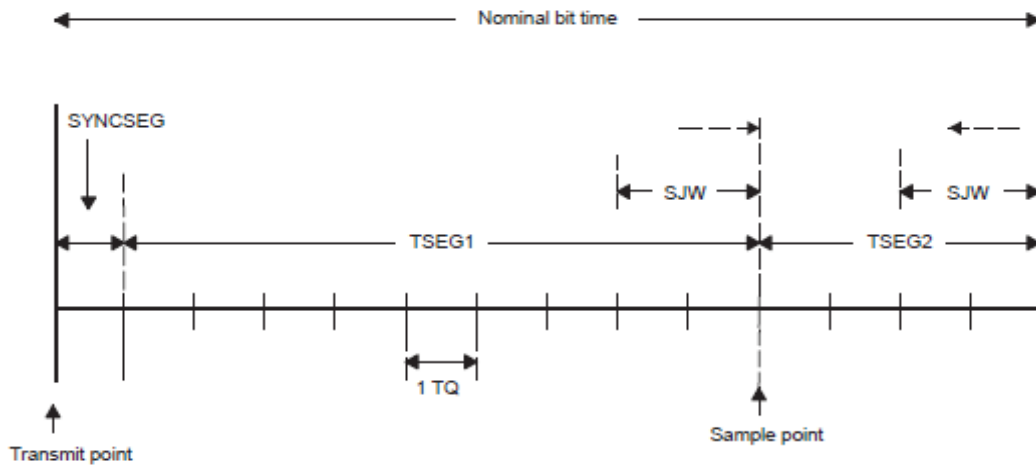 Nominal bit time
SYNCSEG
SJW
SJW
TSEG1
TSEG2
1 TQ
Sample point
Transmit point